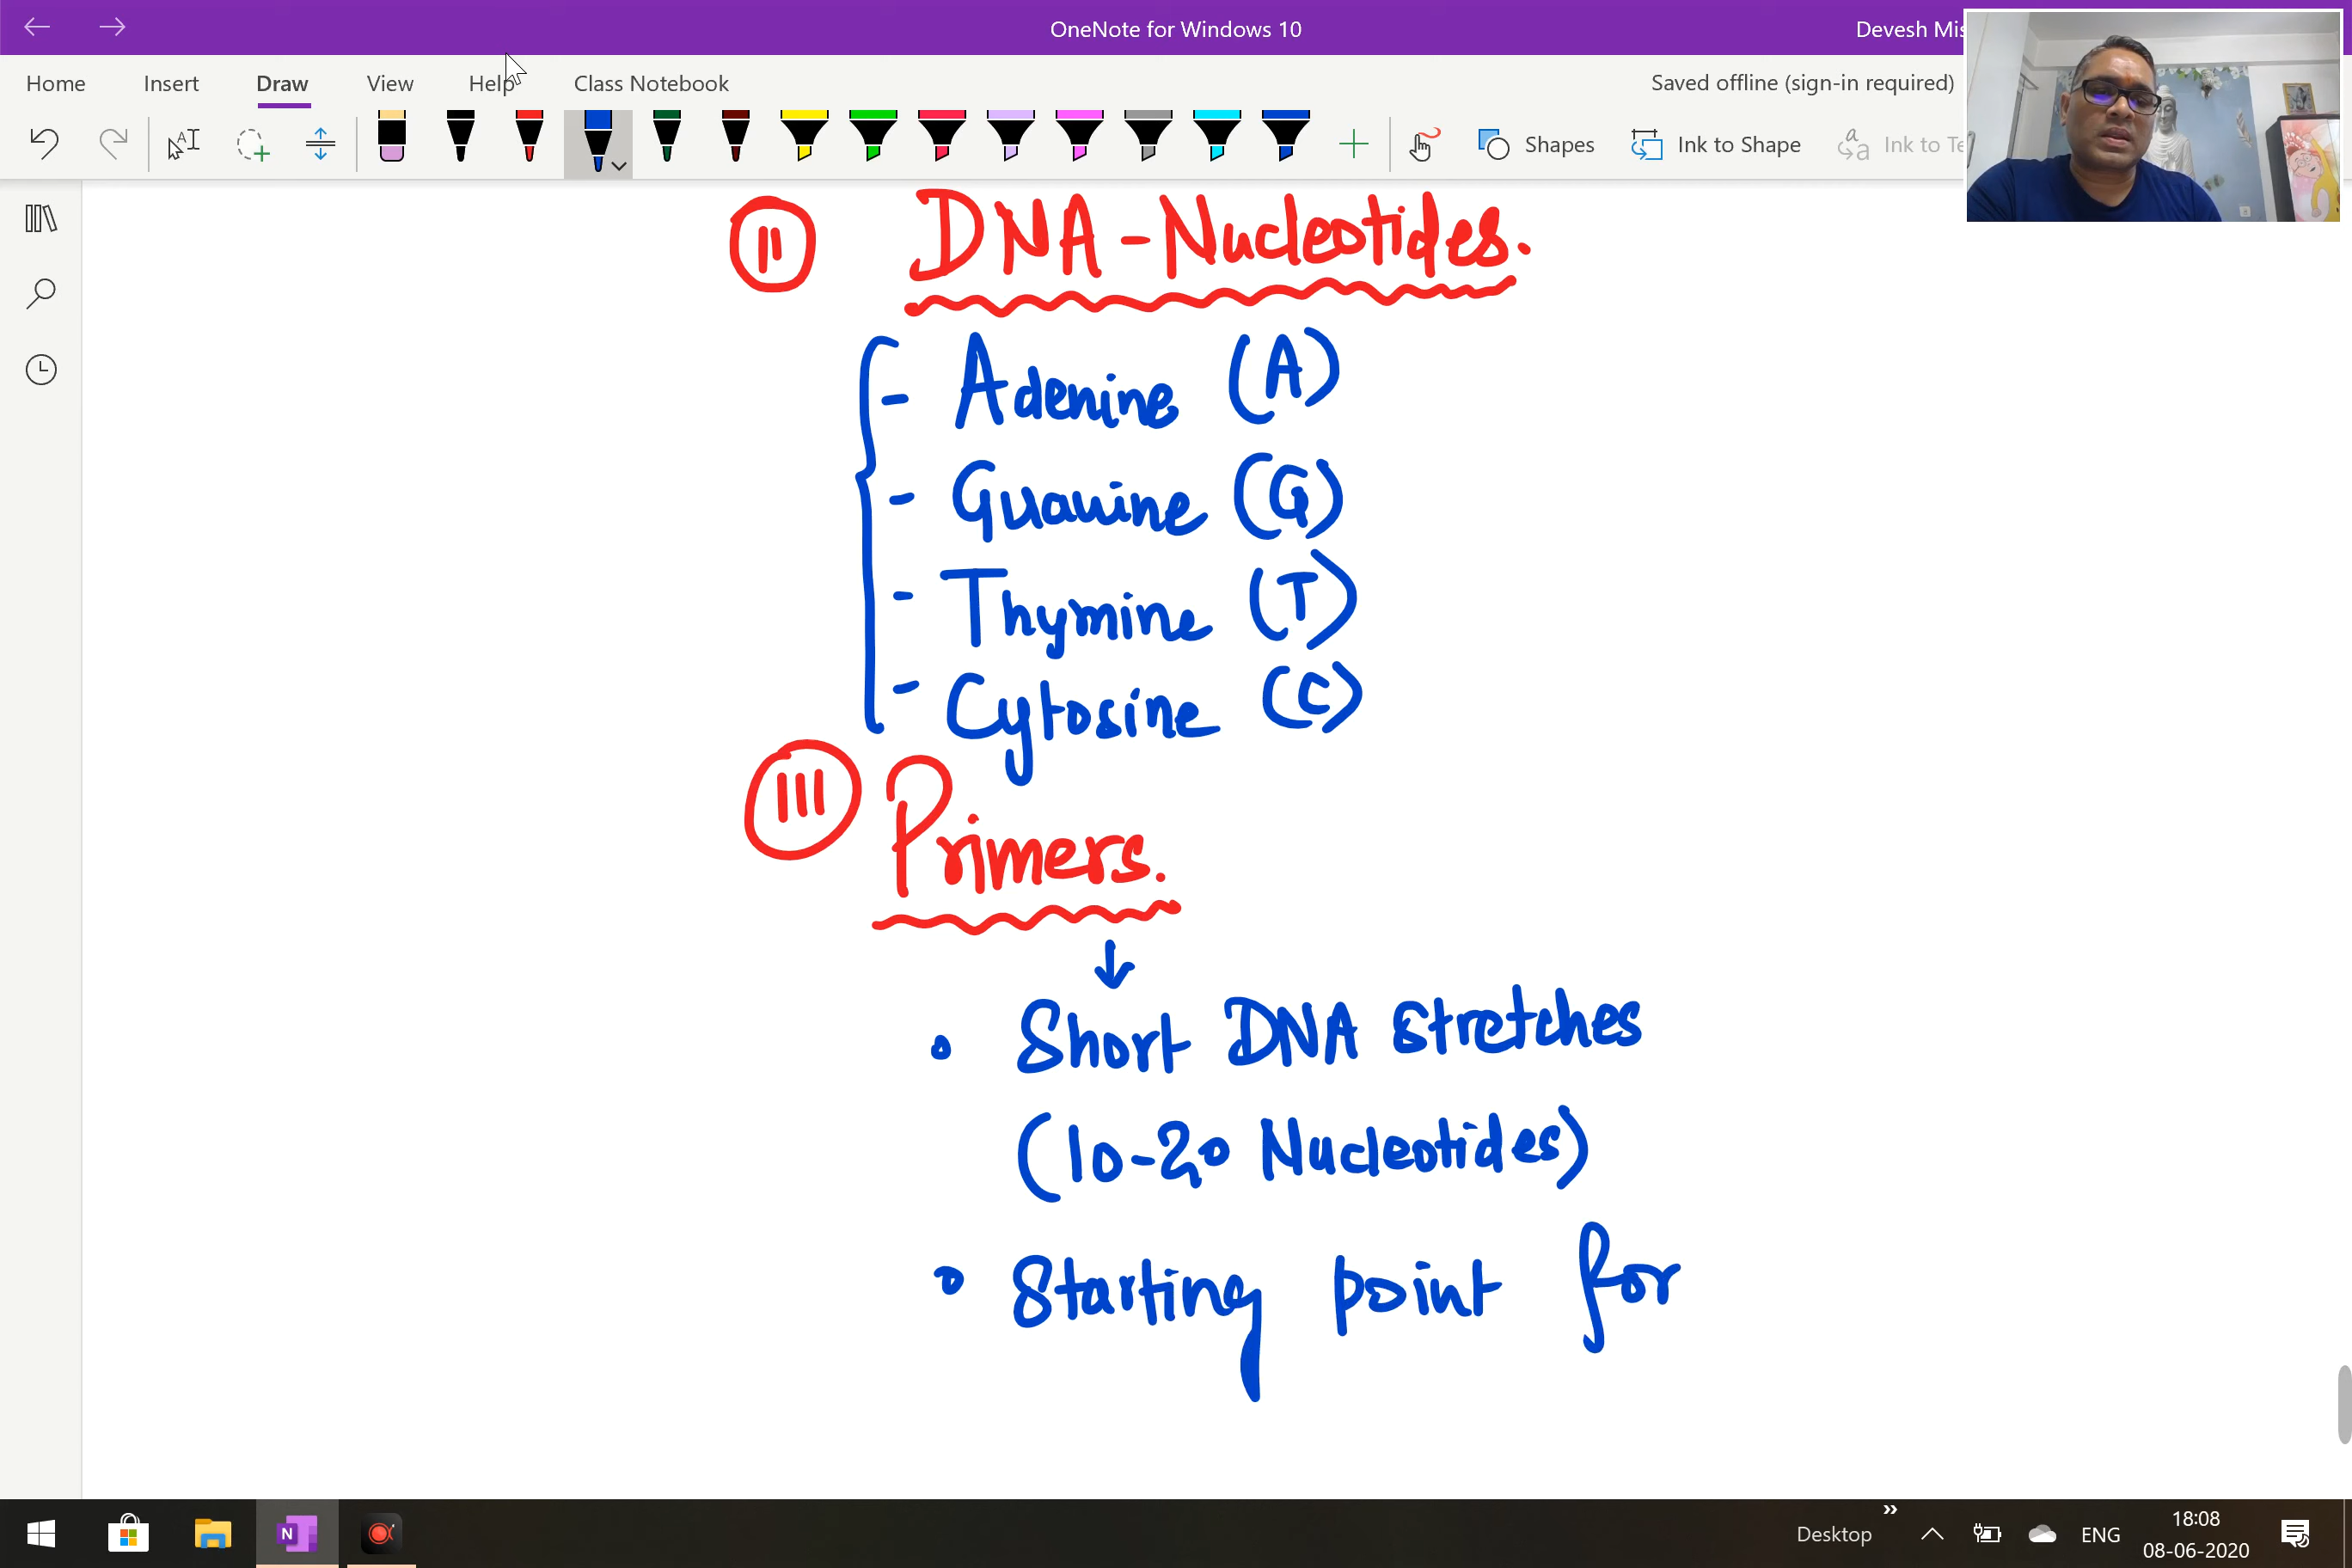 OneNote for Windows 10
Devesh Mis
Home Insert Draw View Help Class Notebook
Saved offline (sign-in required)
Shapes Ink to Shape Ink to Te
II DNA-Nucleotides.
- Adenine (A)
- Guanine (G)
- Thymine (T)
- Cytosine (C)
III Primers.
↓
• Short DNA stretches
(10-20 Nucleotides)
• Starting point for
Desktop
ENG
18:08
08-06-2020